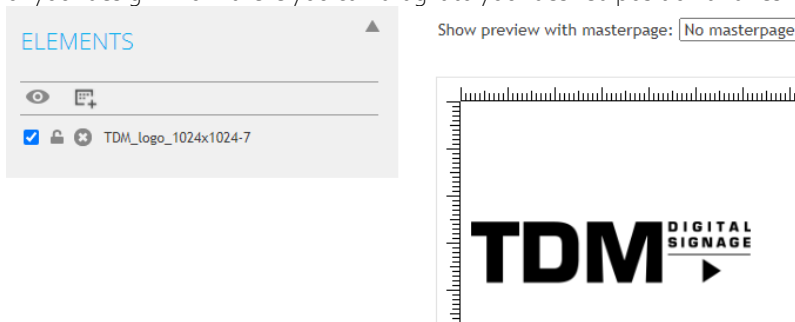 ELEMENTS
TDM_logo_1024x1024-7
Show preview with masterpage: No masterpage
TDM DIGITAL
SIGNAGE